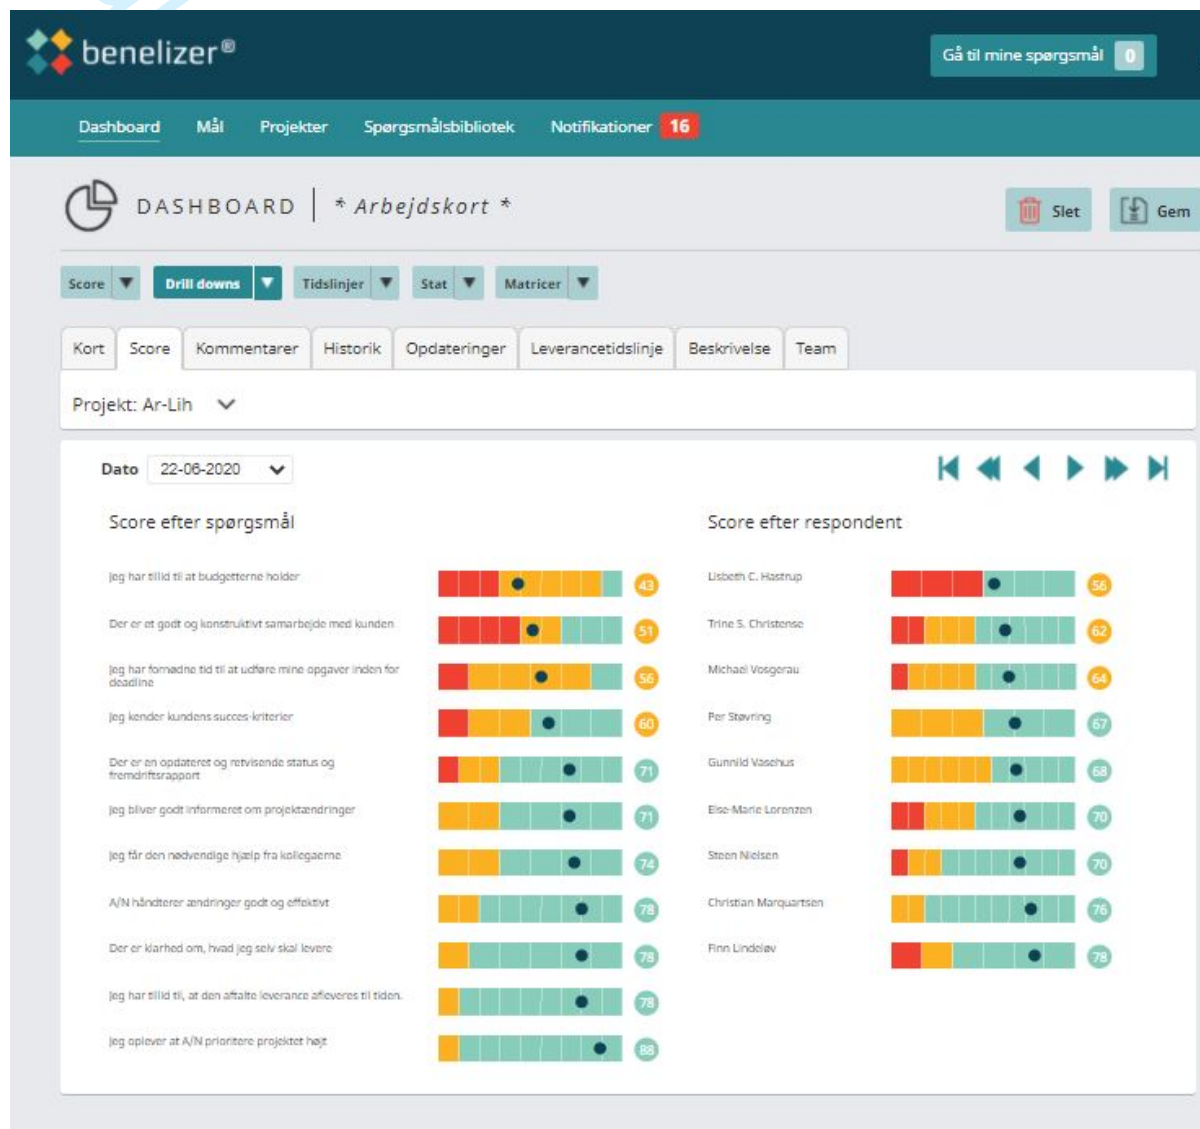 benelizer®
Gå til mine spørgsmål 0
Dashboard Mål Projekter Spørgsmålsbibliotek Notifikationer 16
DASHBOARD | * Arbejdskort *
Slet Gem
Score Drill downs Tidslinjer Stat Matricer
Kort Score Kommentarer Historik Opdateringer Leverancetidslinje Beskrivelse Team
Projekt: Ar-Lih
Dato 22-06-2020
Score efter spørgsmål
Jeg har tillid til at budgetterne holder 43
Der er et godt og konstruktivt samarbejde med kunden 51
Jeg har fornødne tid til at udføre mine opgaver inden for
deadline 56
Jeg kender kundens succes-kriterier 60
Der er en opdateret og retvisende status og
fremdriftsrapport 71
Jeg bliver godt informeret om projektændringer 71
Jeg får den nødvendige hjælp fra kollegaerne 74
A/N håndterer ændringer godt og effektivt 78
Der er klarhed om, hvad jeg selv skal levere 78
Jeg har tillid til, at den aftalte leverance afleveres til tiden. 78
Jeg oplever at A/N prioritere projektet højt 88
Score efter respondent
Lisbeth C. Hastrup 56
Trine S. Christense 62
Michael Vosgerau 64
Per Støvring 67
Gunnild Vasehus 68
Else-Marie Lorenzen 70
Steen Nielsen 70
Christian Marquartsen 76
Finn Lindeløv 78